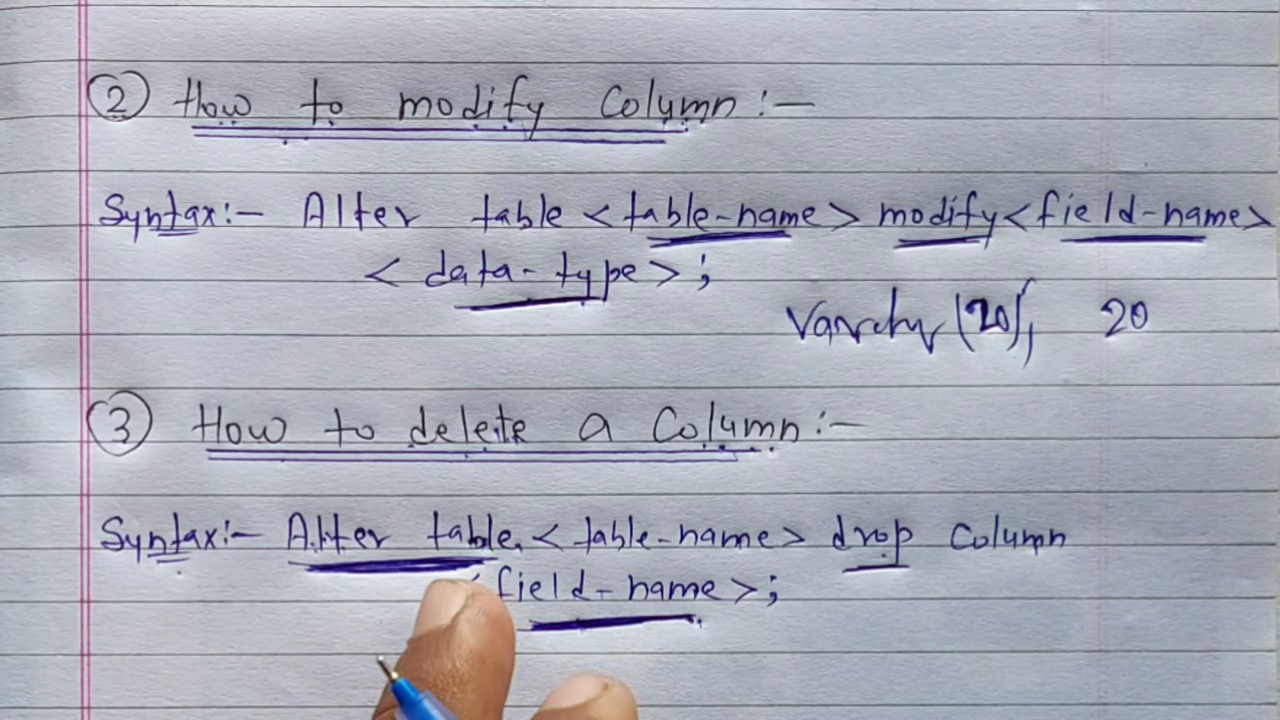 ② How to modify Column :-
Syntax:- Alter table <table-name> modify <field-name>
<data-type>;
Varchr (20), 20
③ How to delete a Column :-
Syntax:- Alter table <table-name> drop Column
<field-name>;